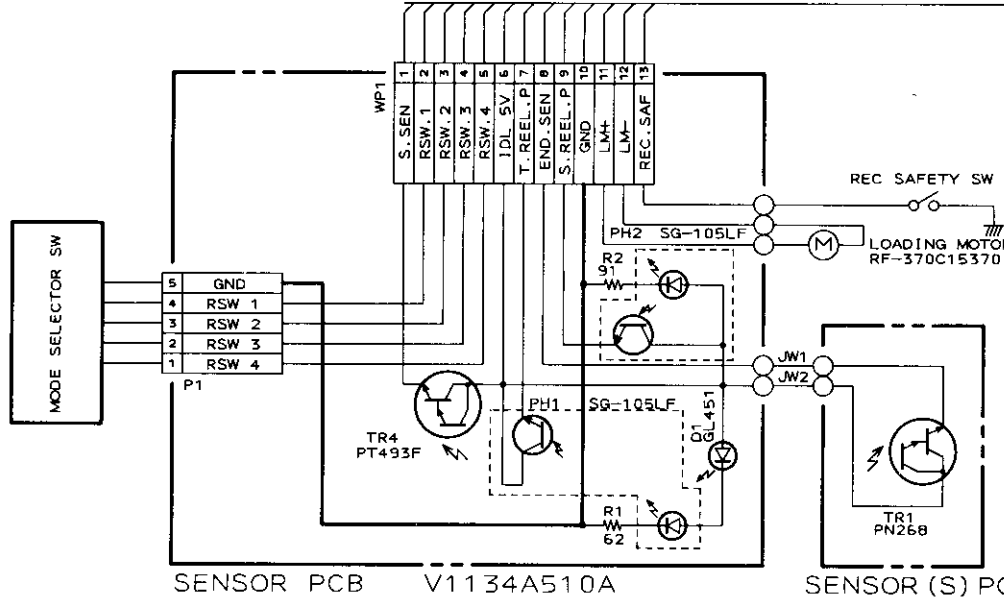 WP1
1 S.SEN
2 RSW.1
3 RSW.2
4 RSW.3
5 RSW.4
6 IDL 5V
7 T.REEL.P
8 END.SEN
9 S.REEL.P
10 GND
11 LM+
12 LM-
13 REC.SAF
REC SAFETY SW
M
LOADING MOTOR
RF-370C15370
PH2 SG-105LF
R2
91
MODE SELECTOR SW
5 GND
4 RSW 1
3 RSW 2
2 RSW 3
1 RSW 4
P1
JW1
JW2
TR4
PT493F
PH1 SG-105LF
D1
GL451
R1
62
TR1
PN268
SENSOR PCB V1134A510A
SENSOR (S) PC